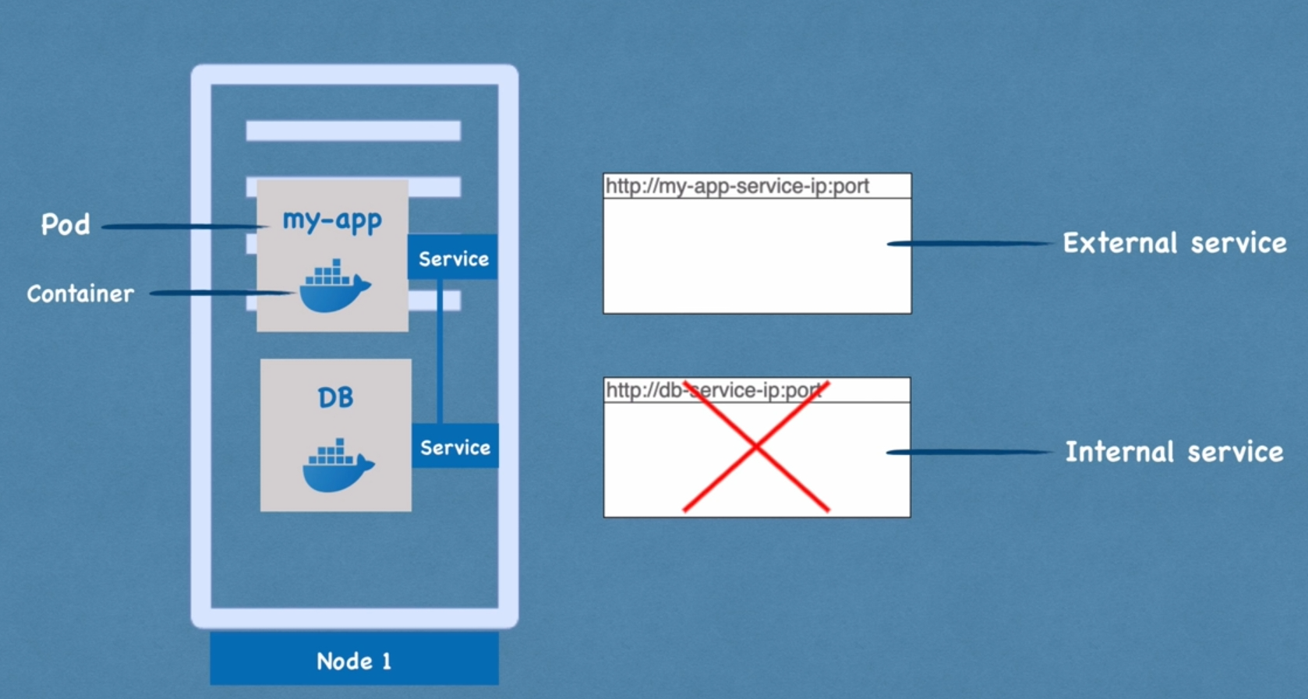 Pod
Container
my-app
Service
DB
Service
Node 1
http://my-app-service-ip:port
External service
http://db-service-ip:port
Internal service